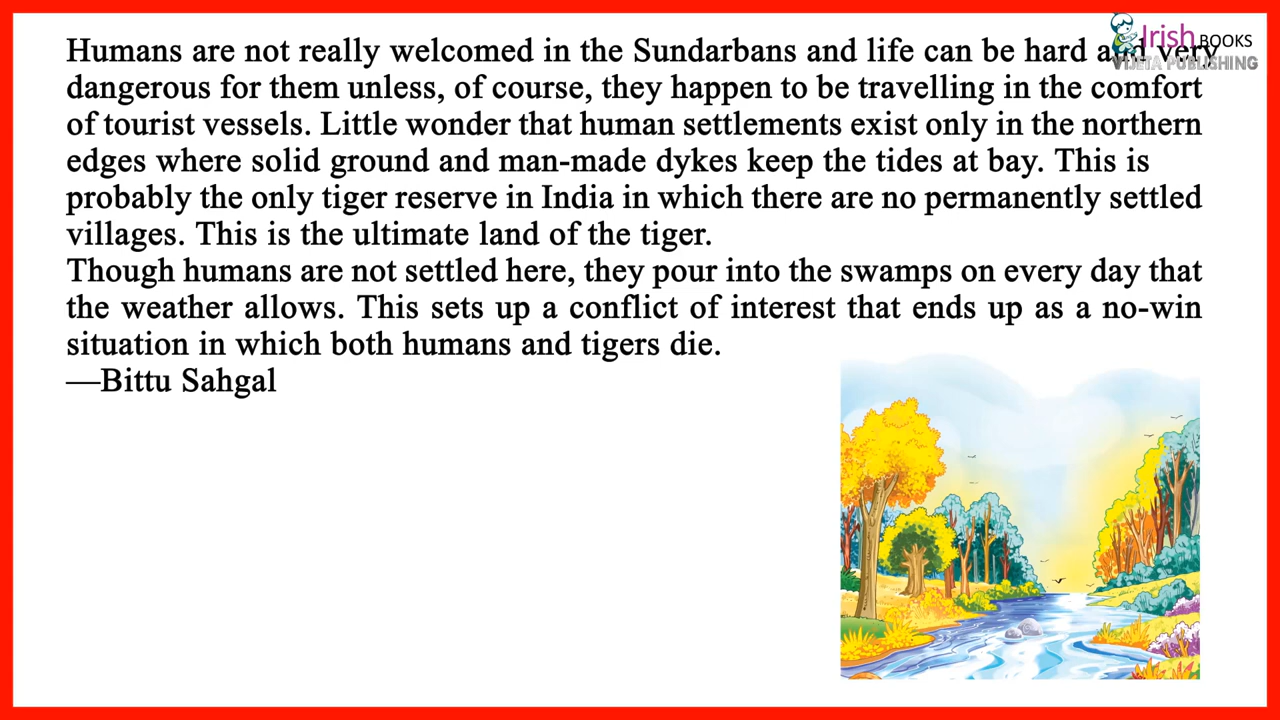 Humans are not really welcomed in the Sundarbans and life can be hard and very
dangerous for them unless, of course, they happen to be travelling in the comfort
of tourist vessels. Little wonder that human settlements exist only in the northern
edges where solid ground and man-made dykes keep the tides at bay. This is
probably the only tiger reserve in India in which there are no permanently settled
villages. This is the ultimate land of the tiger.
Though humans are not settled here, they pour into the swamps on every day that
the weather allows. This sets up a conflict of interest that ends up as a no-win
situation in which both humans and tigers die.
—Bittu Sahgal
Irish BOOKS
VIJETA PUBLISHING